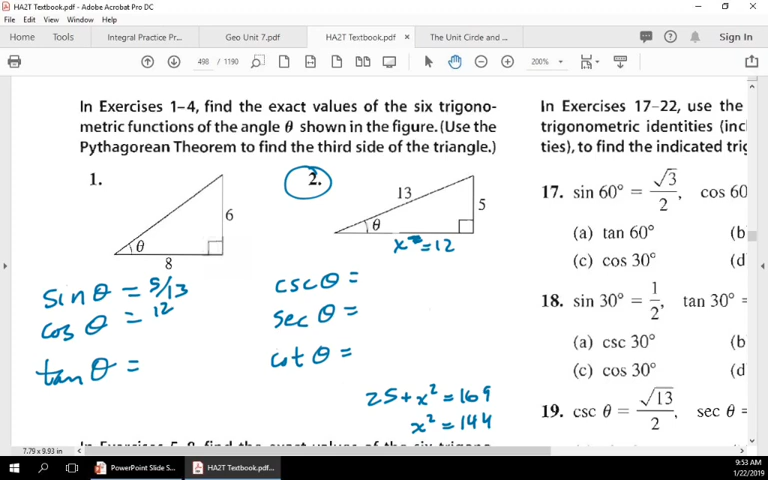 HA2T Textbook.pdf - Adobe Acrobat Pro DC
File Edit View Window Help
Home Tools Integral Practice Pr... Geo Unit 7.pdf HA2T Textbook.pdf × The Unit Circle and ... Sign In
498 / 1190 200%
In Exercises 1–4, find the exact values of the six trigono-
metric functions of the angle θ shown in the figure. (Use the
Pythagorean Theorem to find the third side of the triangle.)
1.
6
θ
8
2.
13
5
θ
x = 12
sin θ = 5/13
cos θ = 12
tan θ =
csc θ =
sec θ =
cot θ =
25 + x² = 169
x² = 144
In Exercises 17–22, use the
trigonometric identities (inc
ties), to find the indicated trig
17. sin 60° = √3/2, cos 60
(a) tan 60° (b
(c) cos 30° (d
18. sin 30° = 1/2, tan 30° =
(a) csc 30° (b
(c) cos 30° (d
19. csc θ = √13/2, sec θ =
7.79 x 9.93 in
PowerPoint Slide S... HA2T Textbook.pdf...
9:53 AM
1/22/2019